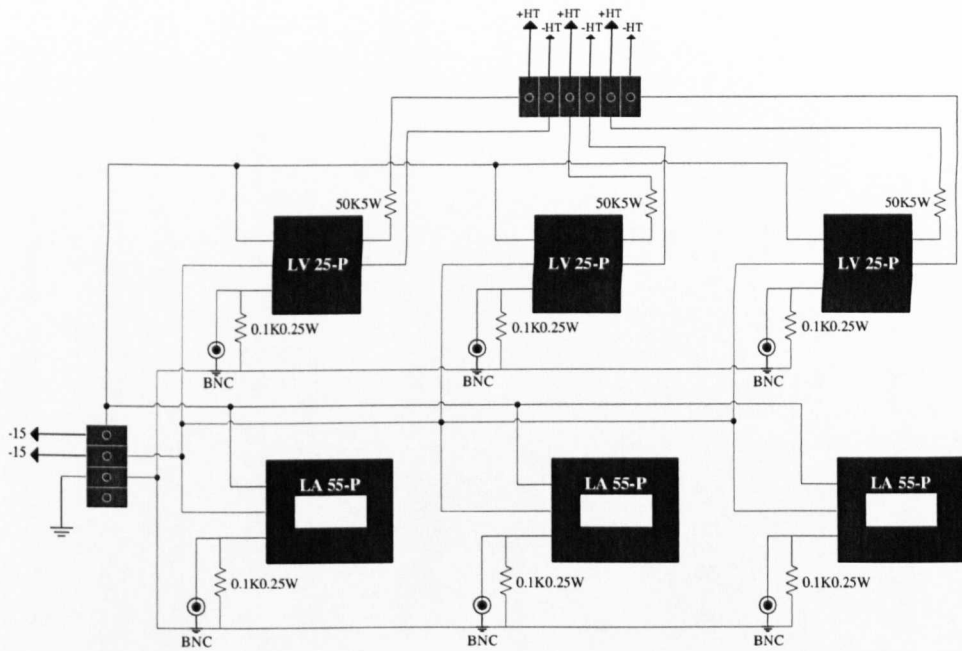 +HT +HT +HT
-HT -HT -HT
50K5W 50K5W 50K5W
LV 25-P LV 25-P LV 25-P
0.1K0.25W 0.1K0.25W 0.1K0.25W
BNC BNC BNC
-15
-15
LA 55-P LA 55-P LA 55-P
0.1K0.25W 0.1K0.25W 0.1K0.25W
BNC BNC BNC